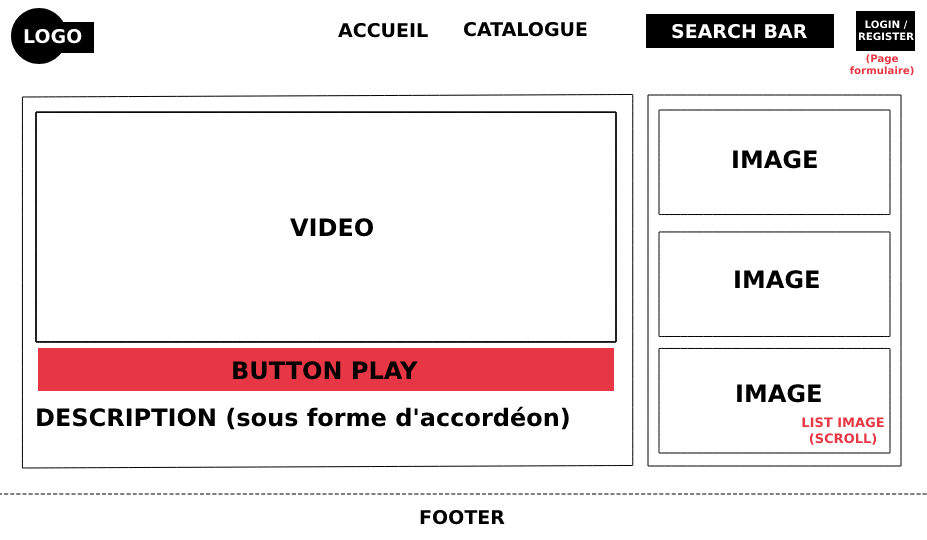 LOGO
ACCUEIL
CATALOGUE
SEARCH BAR
LOGIN /
REGISTER
(Page
formulaire)
VIDEO
BUTTON PLAY
DESCRIPTION (sous forme d'accordéon)
IMAGE
IMAGE
IMAGE
LIST IMAGE
(SCROLL)
FOOTER